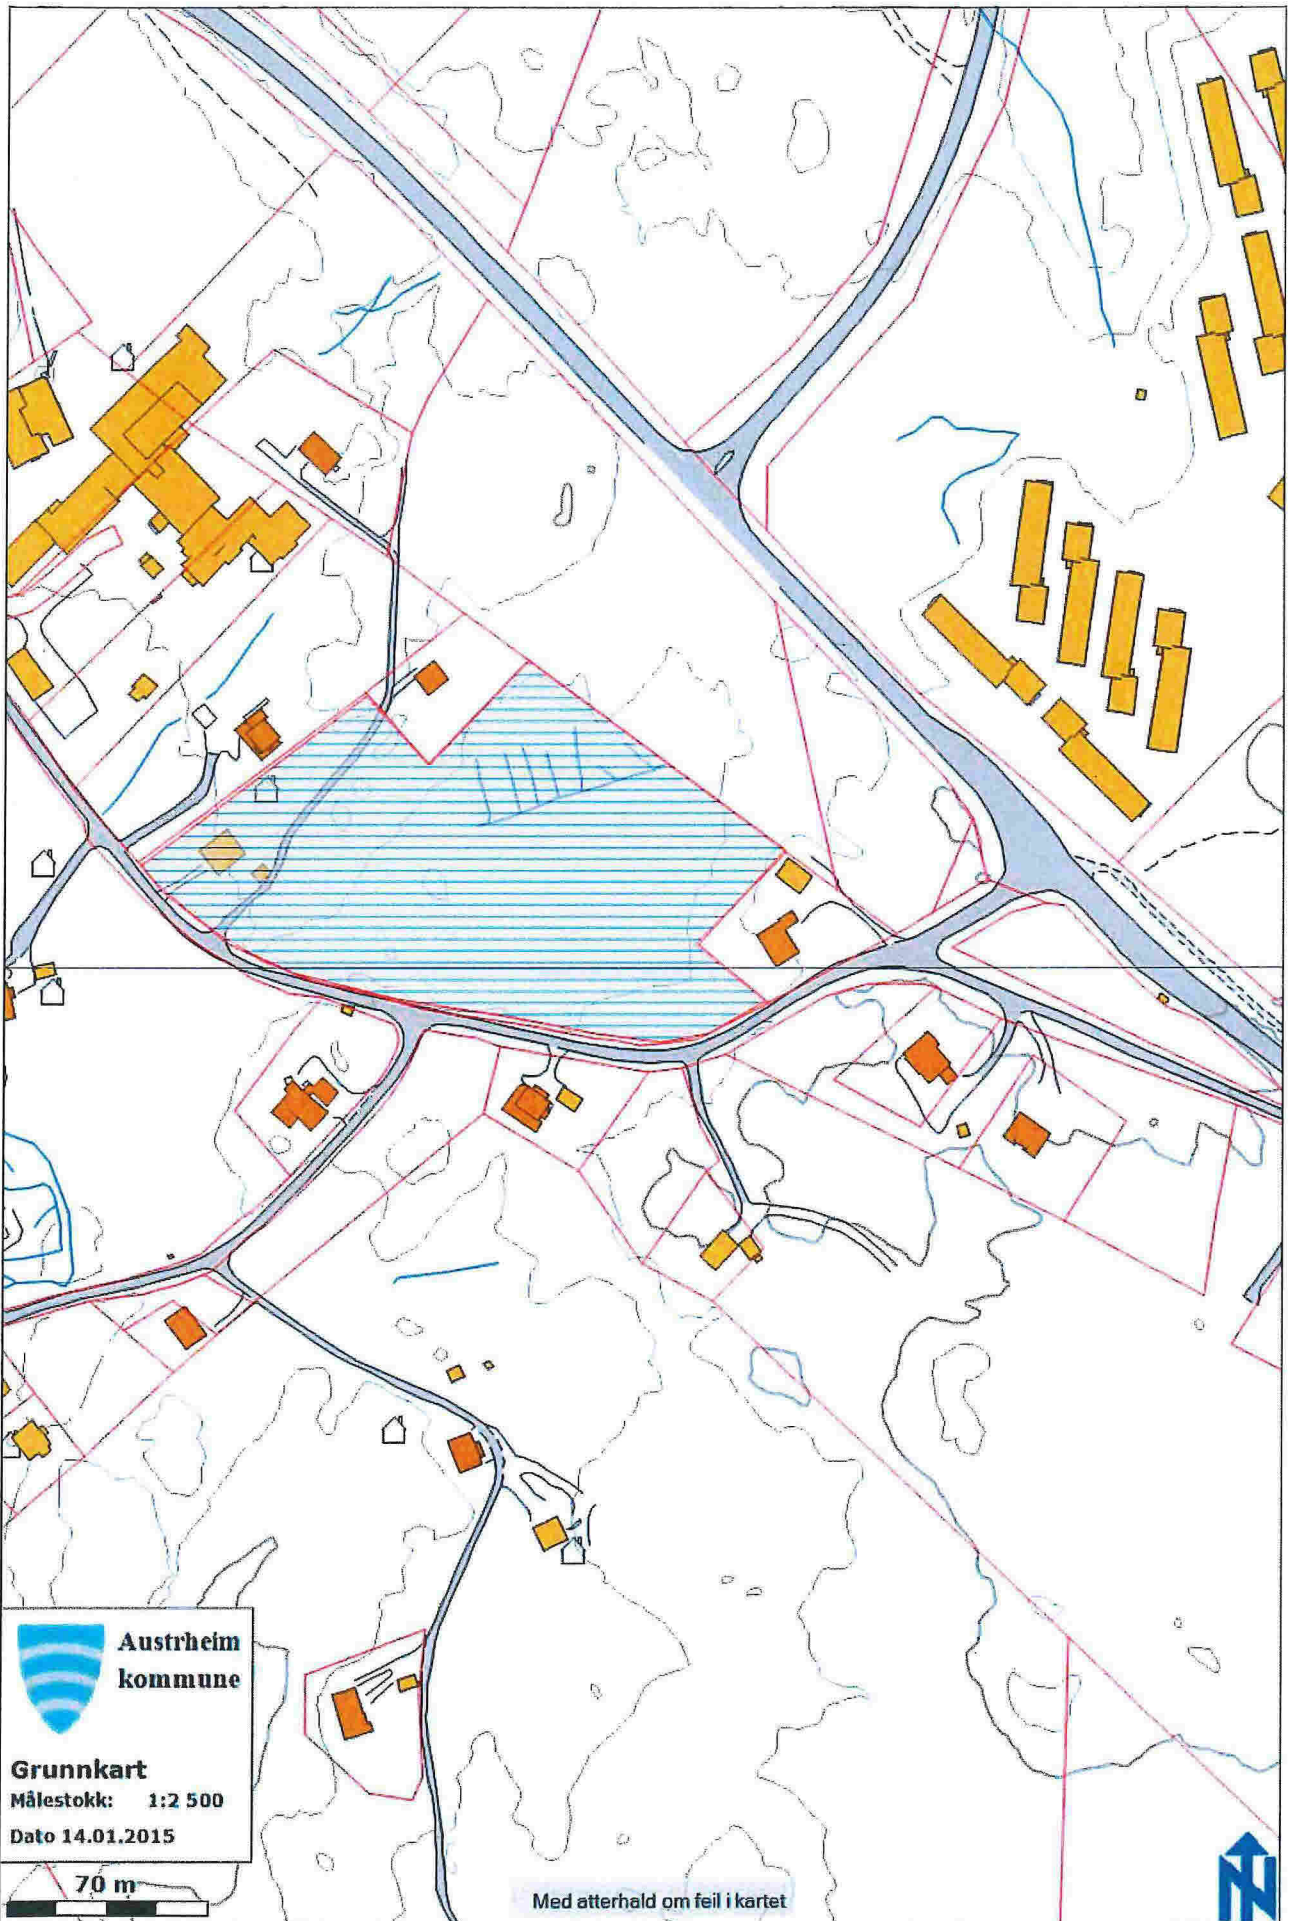 Austrheim
kommune
Grunnkart
Målestokk: 1:2 500
Dato 14.01.2015
70 m
Med atterhald om feil i kartet
N